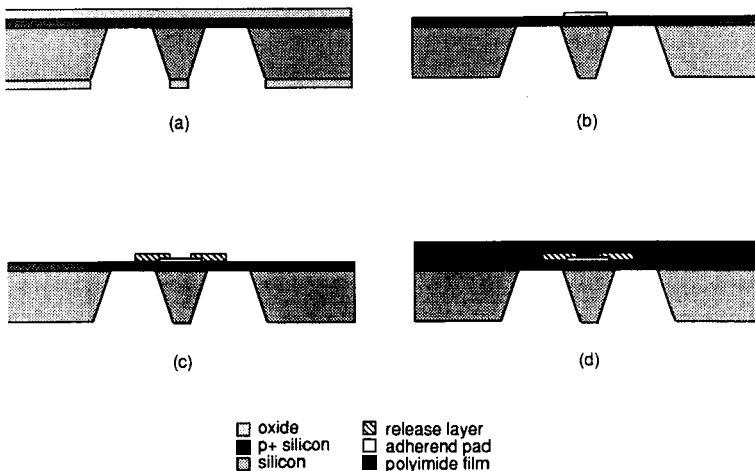 (a)
(b)
(c)
(d)
oxide
p+ silicon
silicon
release layer
adherend pad
polyimide film